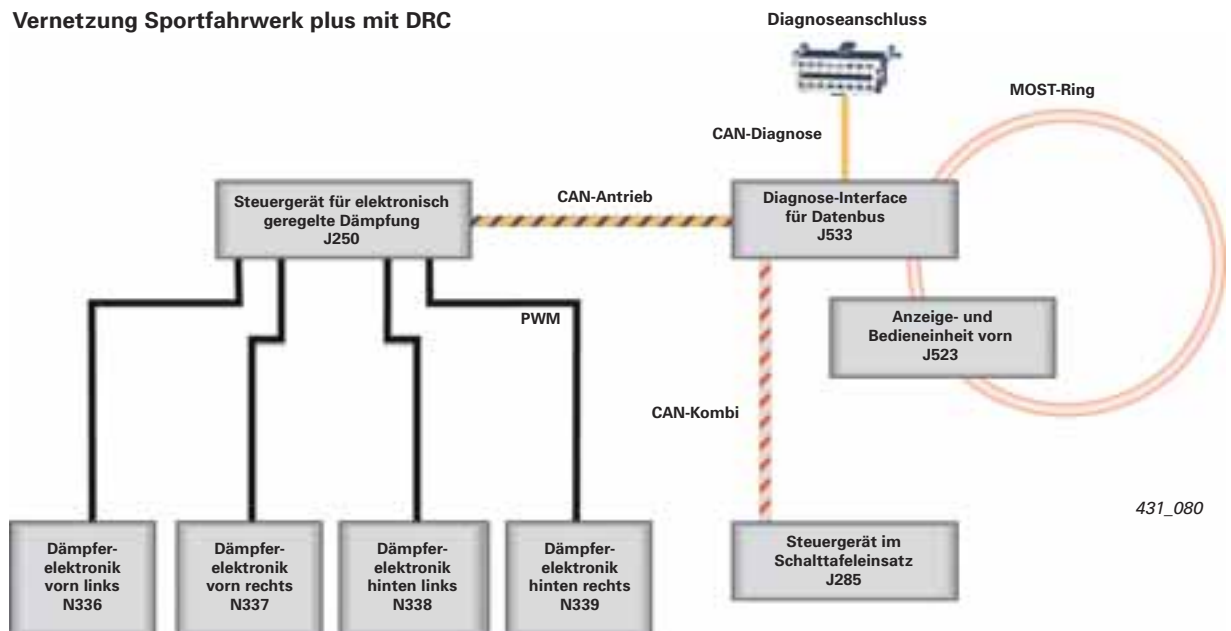 Vernetzung Sportfahrwerk plus mit DRC
Diagnoseanschluss
MOST-Ring
CAN-Diagnose
Steuergerät für elektronisch
geregelte Dämpfung
J250
CAN-Antrieb
Diagnose-Interface
für Datenbus
J533
PWM
Anzeige- und
Bedieneinheit vorn
J523
CAN-Kombi
431_080
Dämpfer-
elektronik
vorn links
N336
Dämpfer-
elektronik
vorn rechts
N337
Dämpfer-
elektronik
hinten links
N338
Dämpfer-
elektronik
hinten rechts
N339
Steuergerät im
Schalttafeleinsatz
J285